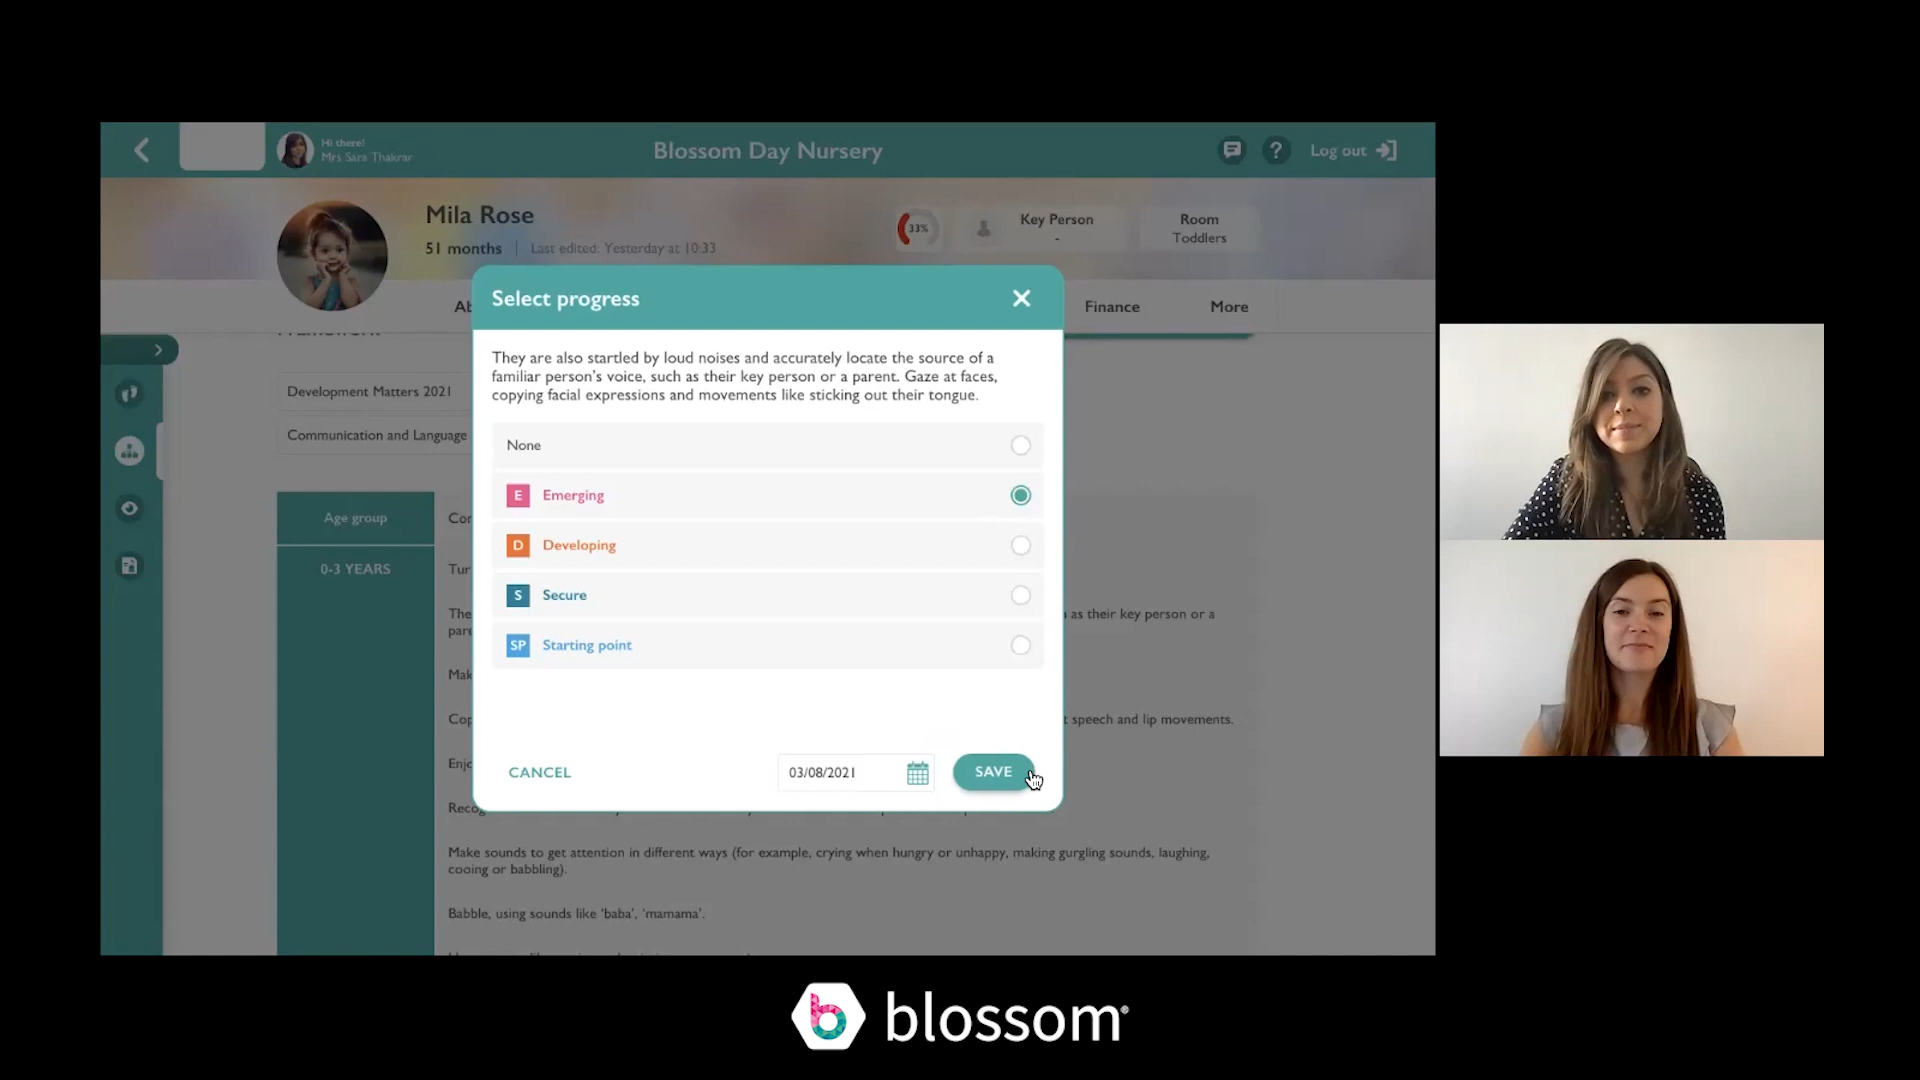 Hi there!
Mrs Sara Thakrar
Blossom Day Nursery
?
Log out
Mila Rose
51 months
Last edited: Yesterday at 10:33
33%
Key Person
-
Room
Toddlers
Finance
More
Select progress
They are also startled by loud noises and accurately locate the source of a
familiar person's voice, such as their key person or a parent. Gaze at faces,
copying facial expressions and movements like sticking out their tongue.
None
E Emerging
D Developing
S Secure
SP Starting point
CANCEL
03/08/2021
SAVE
Development Matters 2021
Communication and Language
Age group
0-3 YEARS
as their key person or a
speech and lip movements.
Make sounds to get attention in different ways (for example, crying when hungry or unhappy, making gurgling sounds, laughing,
cooing or babbling).
Babble, using sounds like 'baba', 'mamama'.
b blossom®